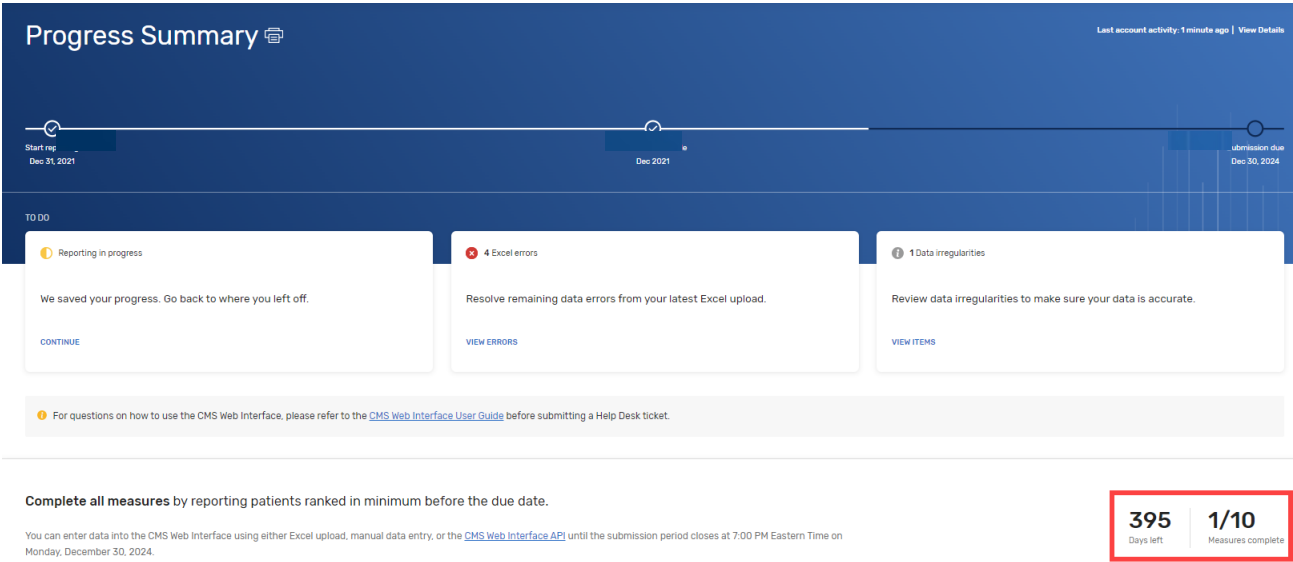 Progress Summary
Last account activity: 1 minute ago | View Details
Start rep
Dec 31, 2021
e
Dec 2021
ubmission due
Dec 30, 2024
TO DO
Reporting in progress
We saved your progress. Go back to where you left off.
CONTINUE
4 Excel errors
Resolve remaining data errors from your latest Excel upload.
VIEW ERRORS
1 Data irregularities
Review data irregularities to make sure your data is accurate.
VIEW ITEMS
For questions on how to use the CMS Web Interface, please refer to the CMS Web Interface User Guide before submitting a Help Desk ticket.
Complete all measures by reporting patients ranked in minimum before the due date.
You can enter data into the CMS Web Interface using either Excel upload, manual data entry, or the CMS Web Interface API until the submission period closes at 7:00 PM Eastern Time on
Monday, December 30, 2024.
395
Days left
1/10
Measures complete